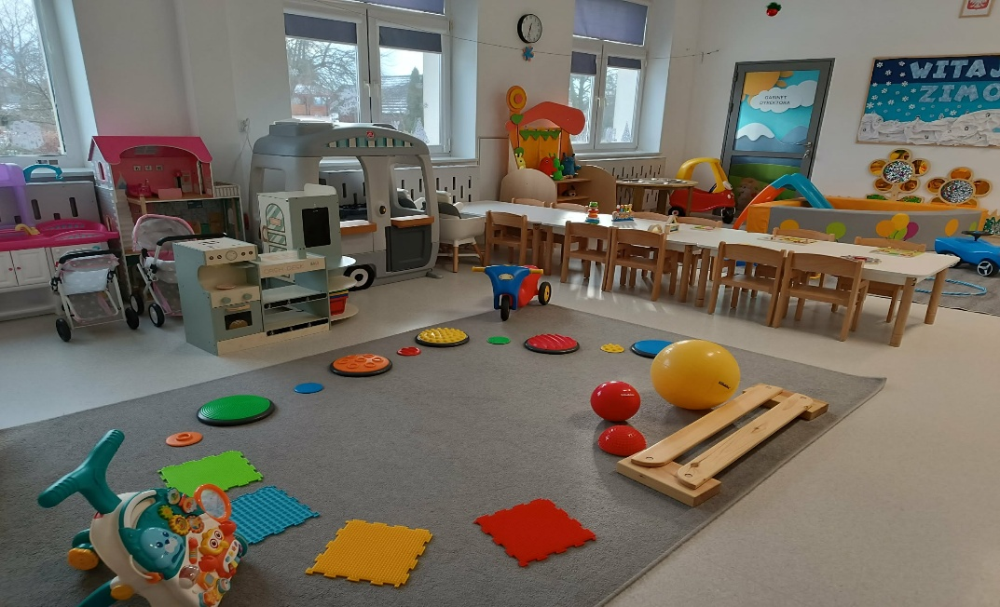 GABINET
DYREKTORA
WITAJ
ZIMO